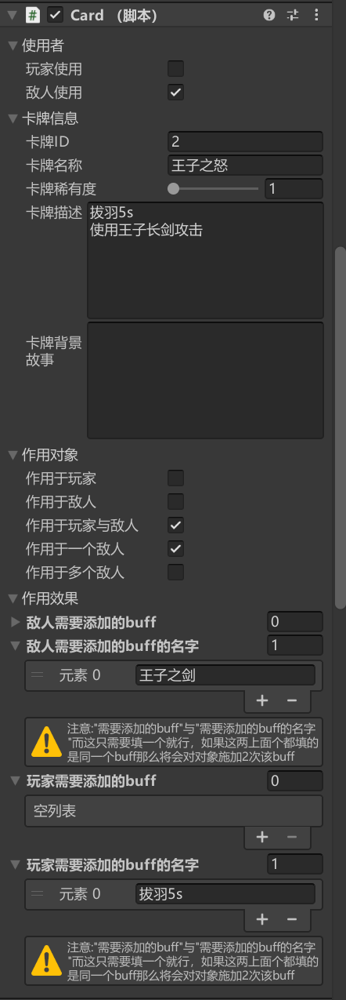 Card （脚本）
使用者
玩家使用
敌人使用
卡牌信息
卡牌ID 2
卡牌名称 王子之怒
卡牌稀有度 1
卡牌描述 拔羽5s
使用王子长剑攻击
卡牌背景
故事
作用对象
作用于玩家
作用于敌人
作用于玩家与敌人
作用于一个敌人
作用于多个敌人
作用效果
敌人需要添加的buff 0
敌人需要添加的buff的名字 1
元素 0 王子之剑
注意:"需要添加的buff"与"需要添加的buff的名字
"而这只需要填一个就行，如果这两上面个都填的
是同一个buff那么将会对对象施加2次该buff
玩家需要添加的buff 0
空列表
玩家需要添加的buff的名字 1
元素 0 拔羽5s
注意:"需要添加的buff"与"需要添加的buff的名字
"而这只需要填一个就行，如果这两上面个都填的
是同一个buff那么将会对对象施加2次该buff